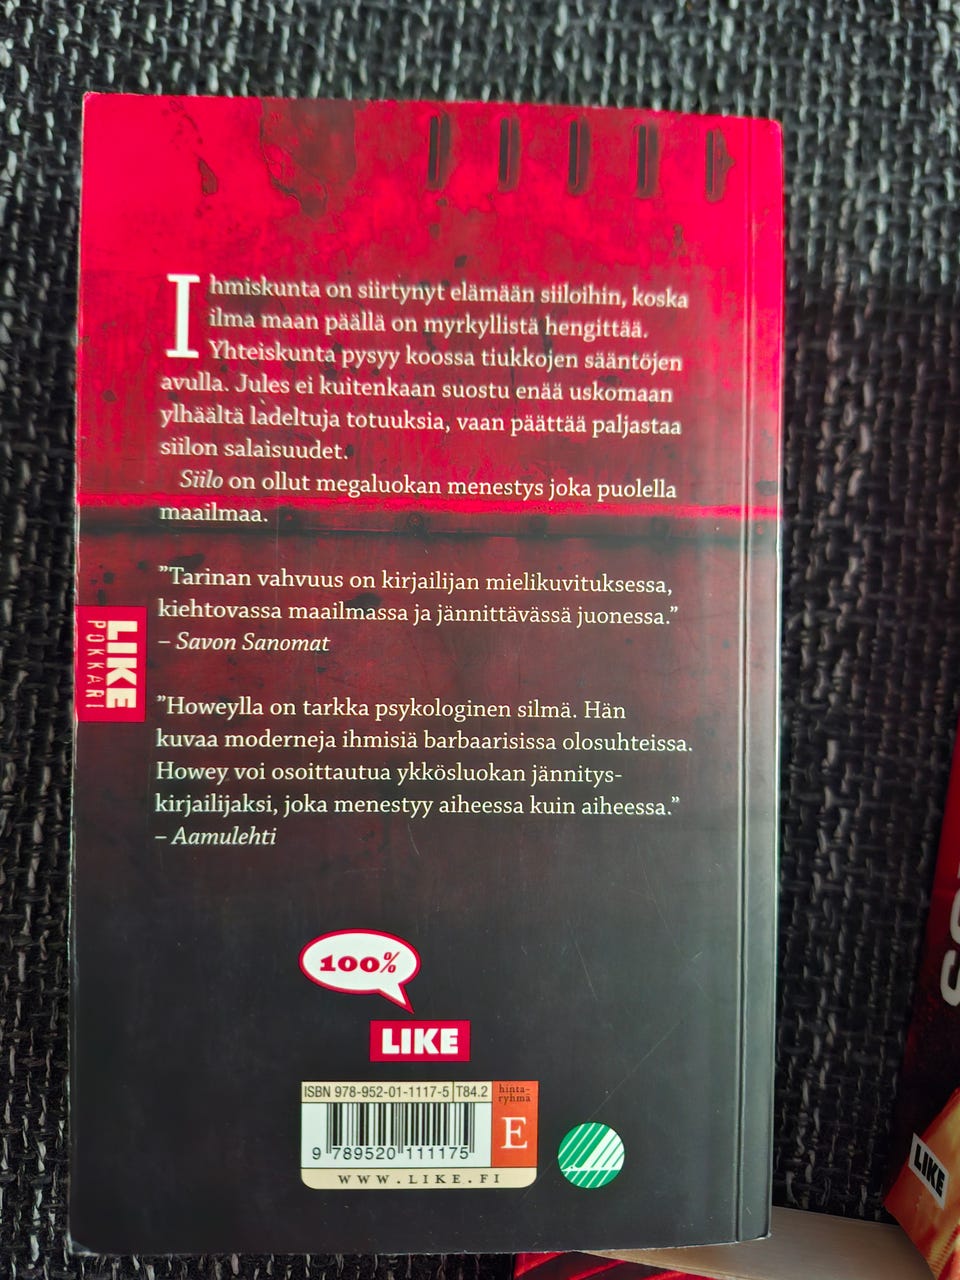 Ihmiskunta on siirtynyt elämään siiloihin, koska
ilma maan päällä on myrkyllistä hengittää.
Yhteiskunta pysyy koossa tiukkojen sääntöjen
avulla. Jules ei kuitenkaan suostu enää uskomaan
ylhäältä ladeltuja totuuksia, vaan päättää paljastaa
siilon salaisuudet.
Siilo on ollut megaluokan menestys joka puolella
maailmaa.
”Tarinan vahvuus on kirjailijan mielikuvituksessa,
kiehtovassa maailmassa ja jännittävässä juonessa.”
– Savon Sanomat
LIKE
POKKARI
”Howeylla on tarkka psykologinen silmä. Hän
kuvaa moderneja ihmisiä barbaarisissa olosuhteissa.
Howey voi osoittautua ykkösluokan jännitys-
kirjailijaksi, joka menestyy aiheessa kuin aiheessa.”
– Aamulehti
100%
LIKE
ISBN 978-952-01-1117-5 T84.2
hinta-
ryhmä
E
9 789520 111175
WWW.LIKE.FI
LIKE